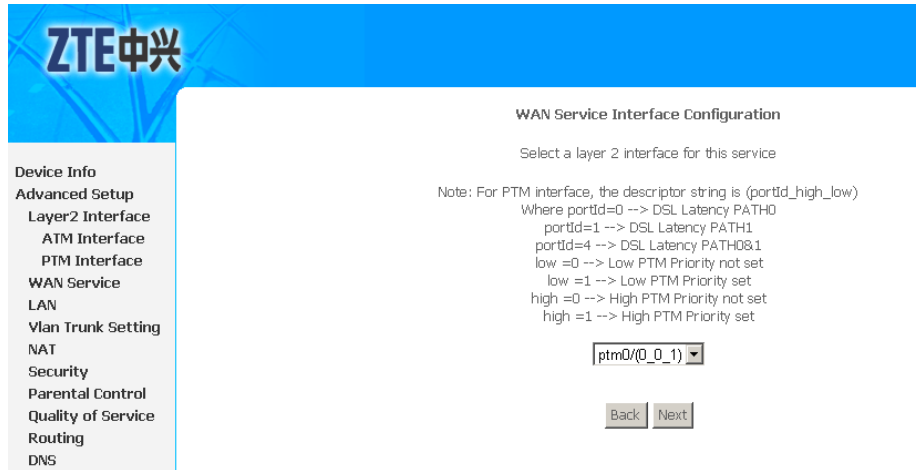 ZTE中兴
Device Info
Advanced Setup
Layer2 Interface
ATM Interface
PTM Interface
WAN Service
LAN
Vlan Trunk Setting
NAT
Security
Parental Control
Quality of Service
Routing
DNS
WAN Service Interface Configuration
Select a layer 2 interface for this service
Note: For PTM interface, the descriptor string is (portId_high_low)
Where portId=0 --> DSL Latency PATH0
portId=1 --> DSL Latency PATH1
portId=4 --> DSL Latency PATH0&1
low =0 --> Low PTM Priority not set
low =1 --> Low PTM Priority set
high =0 --> High PTM Priority not set
high =1 --> High PTM Priority set
ptm0/(0_0_1)
Back Next